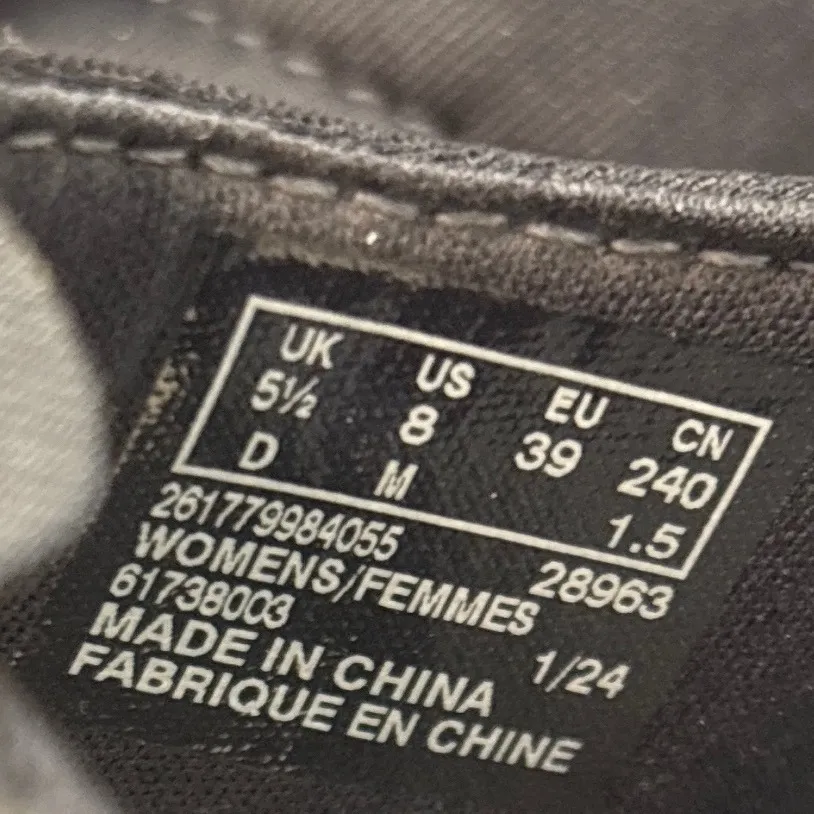 UK US EU CN
5½ 8 39 240
D M 1.5
261779984055 28963
WOMENS/FEMMES
61738003 1/24
MADE IN CHINA
FABRIQUE EN CHINE